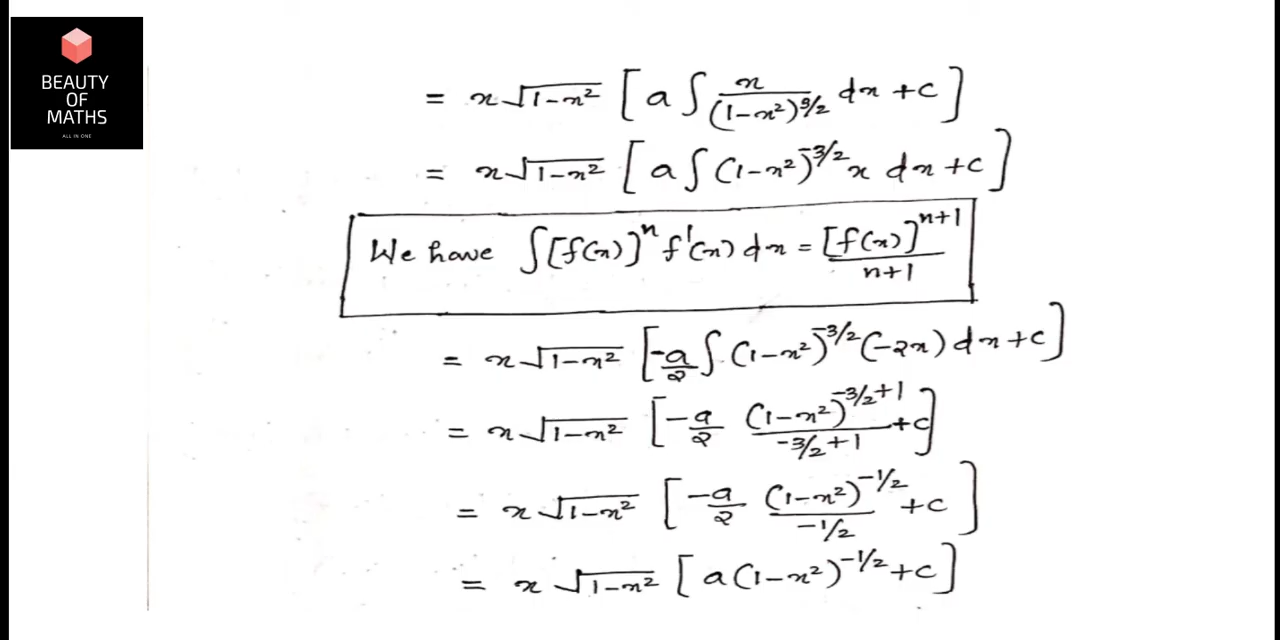 BEAUTY
OF
MATHS
ALL IN ONE
= x√(1-x²) [a ∫ x/(1-x²)^(3/2) dx + c]
= x√(1-x²) [a ∫ (1-x²)^(-3/2) x dx + c]
We have ∫[f(x)]^n f'(x) dx = [f(x)]^(n+1)/(n+1)
= x√(1-x²) [-a/2 ∫ (1-x²)^(-3/2) (-2x) dx + c]
= x√(1-x²) [-a/2 (1-x²)^(-3/2+1)/(-3/2+1) + c]
= x√(1-x²) [-a/2 (1-x²)^(-1/2)/(-1/2) + c]
= x√(1-x²) [a(1-x²)^(-1/2) + c]